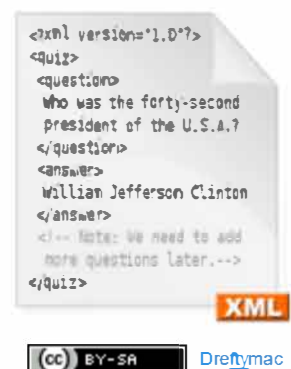 <?xml version="1.0"?>
<quiz>
<question>
Who was the forty-second
president of the U.S.A.?
</question>
<answer>
William Jefferson Clinton
</answer>
<!-- Note: We need to add
more questions later.-->
</quiz>
XML
(cc) BY-SA
Dreftymac